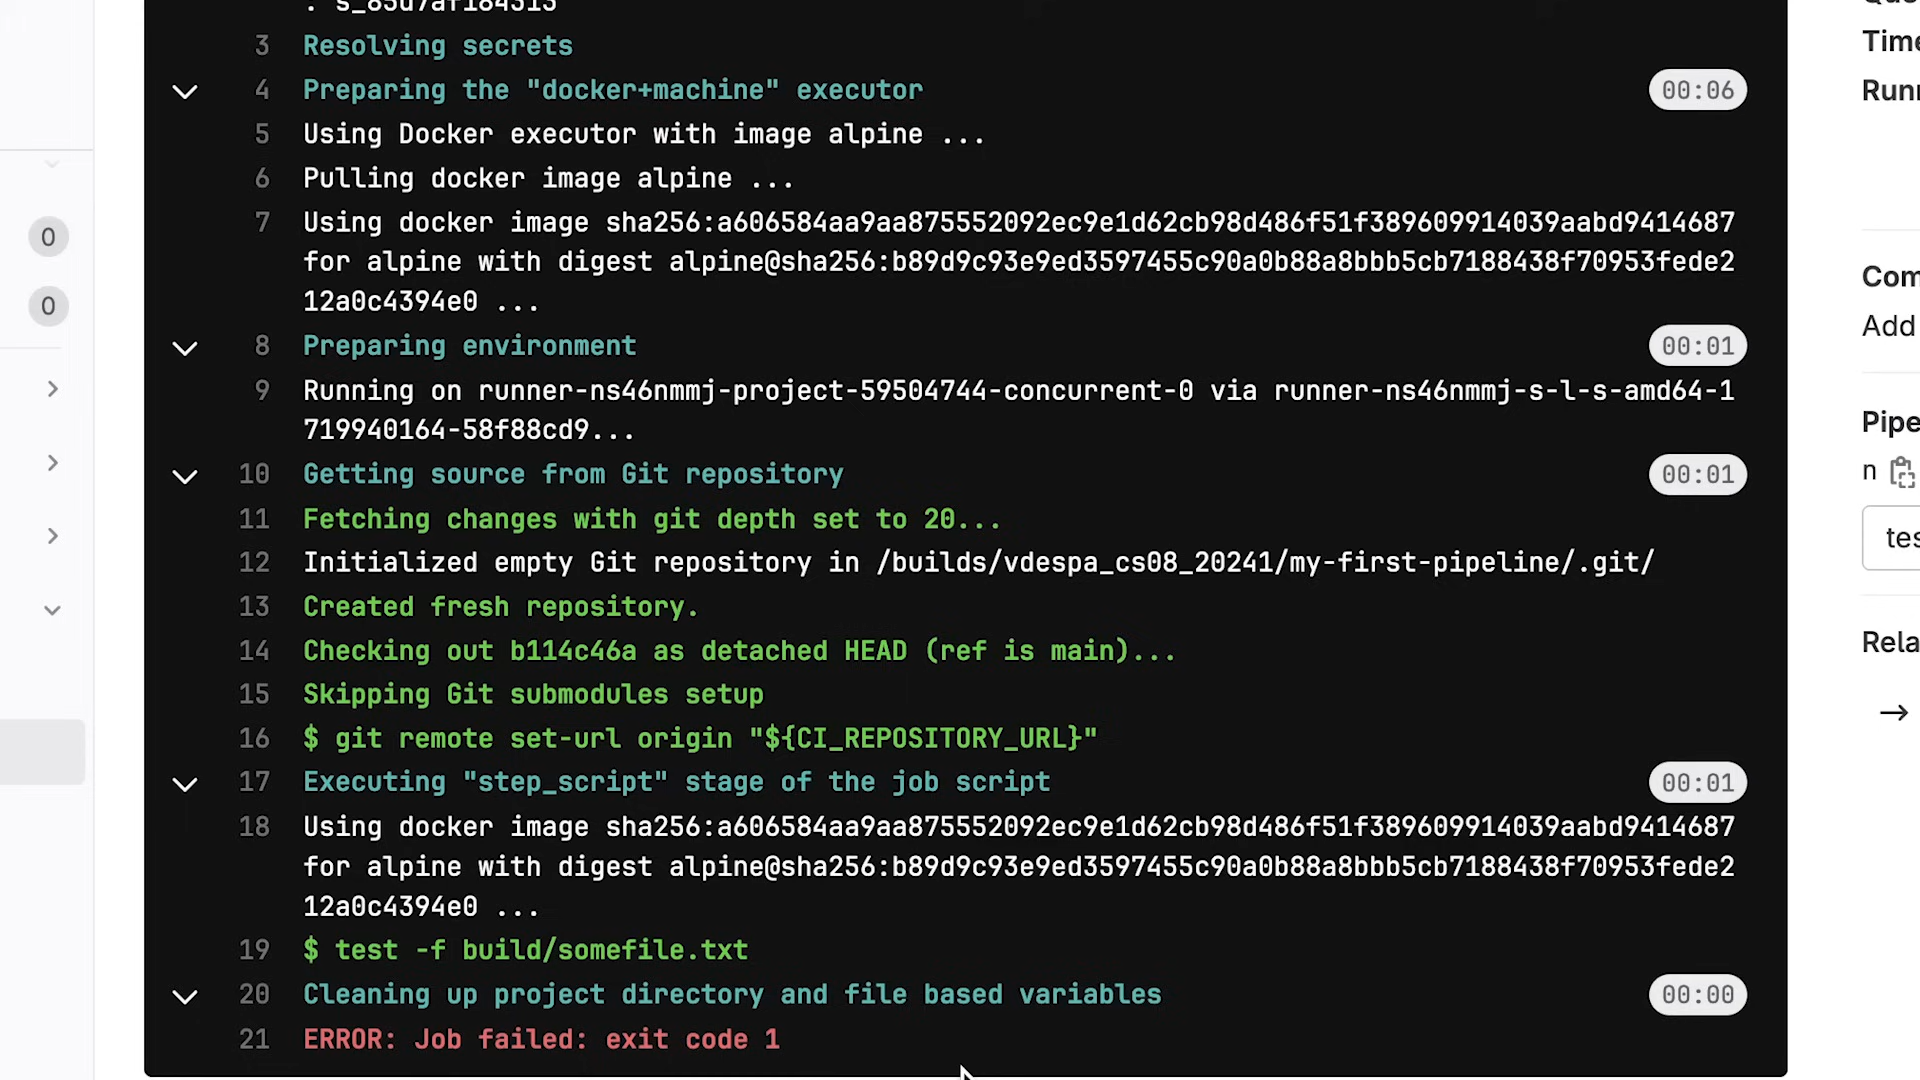 3 Resolving secrets
4 Preparing the "docker+machine" executor 00:06
5 Using Docker executor with image alpine ...
6 Pulling docker image alpine ...
7 Using docker image sha256:a606584aa9aa875552092ec9e1d62cb98d486f51f389609914039aabd9414687
for alpine with digest alpine@sha256:b89d9c93e9ed3597455c90a0b88a8bbb5cb7188438f70953fede2
12a0c4394e0 ...
8 Preparing environment 00:01
9 Running on runner-ns46nmmj-project-59504744-concurrent-0 via runner-ns46nmmj-s-l-s-amd64-1
719940164-58f88cd9...
10 Getting source from Git repository 00:01
11 Fetching changes with git depth set to 20...
12 Initialized empty Git repository in /builds/vdespa_cs08_20241/my-first-pipeline/.git/
13 Created fresh repository.
14 Checking out b114c46a as detached HEAD (ref is main)...
15 Skipping Git submodules setup
16 $ git remote set-url origin "${CI_REPOSITORY_URL}"
17 Executing "step_script" stage of the job script 00:01
18 Using docker image sha256:a606584aa9aa875552092ec9e1d62cb98d486f51f389609914039aabd9414687
for alpine with digest alpine@sha256:b89d9c93e9ed3597455c90a0b88a8bbb5cb7188438f70953fede2
12a0c4394e0 ...
19 $ test -f build/somefile.txt
20 Cleaning up project directory and file based variables 00:00
21 ERROR: Job failed: exit code 1
0
0
Time
Runn
Com
Add
Pipe
n
tes
Rela